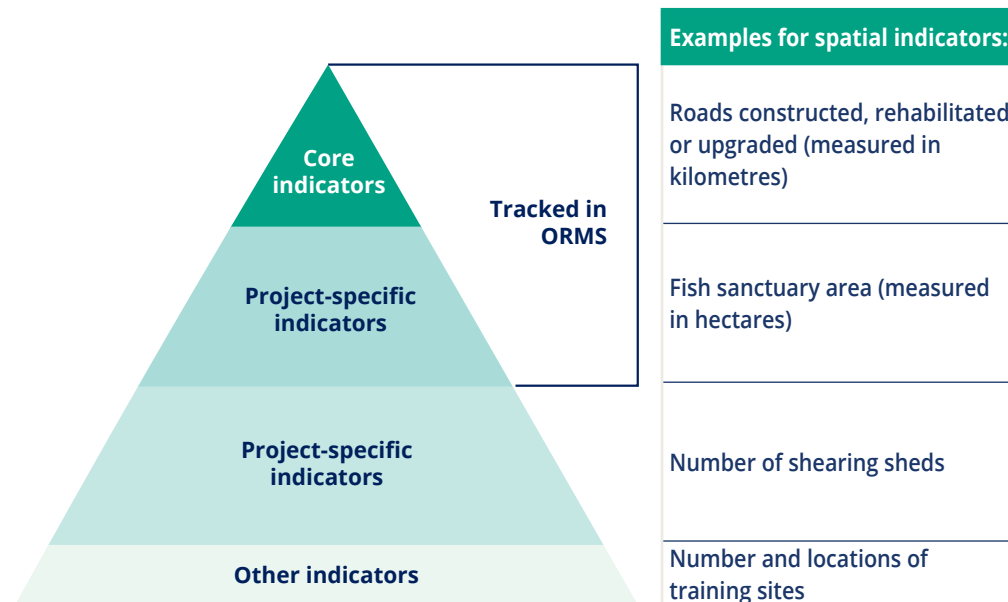 Examples for spatial indicators:
Core
indicators
Tracked in
ORMS
Roads constructed, rehabilitated
or upgraded (measured in
kilometres)
Project-specific
indicators
Fish sanctuary area (measured
in hectares)
Project-specific
indicators
Number of shearing sheds
Other indicators
Number and locations of
training sites